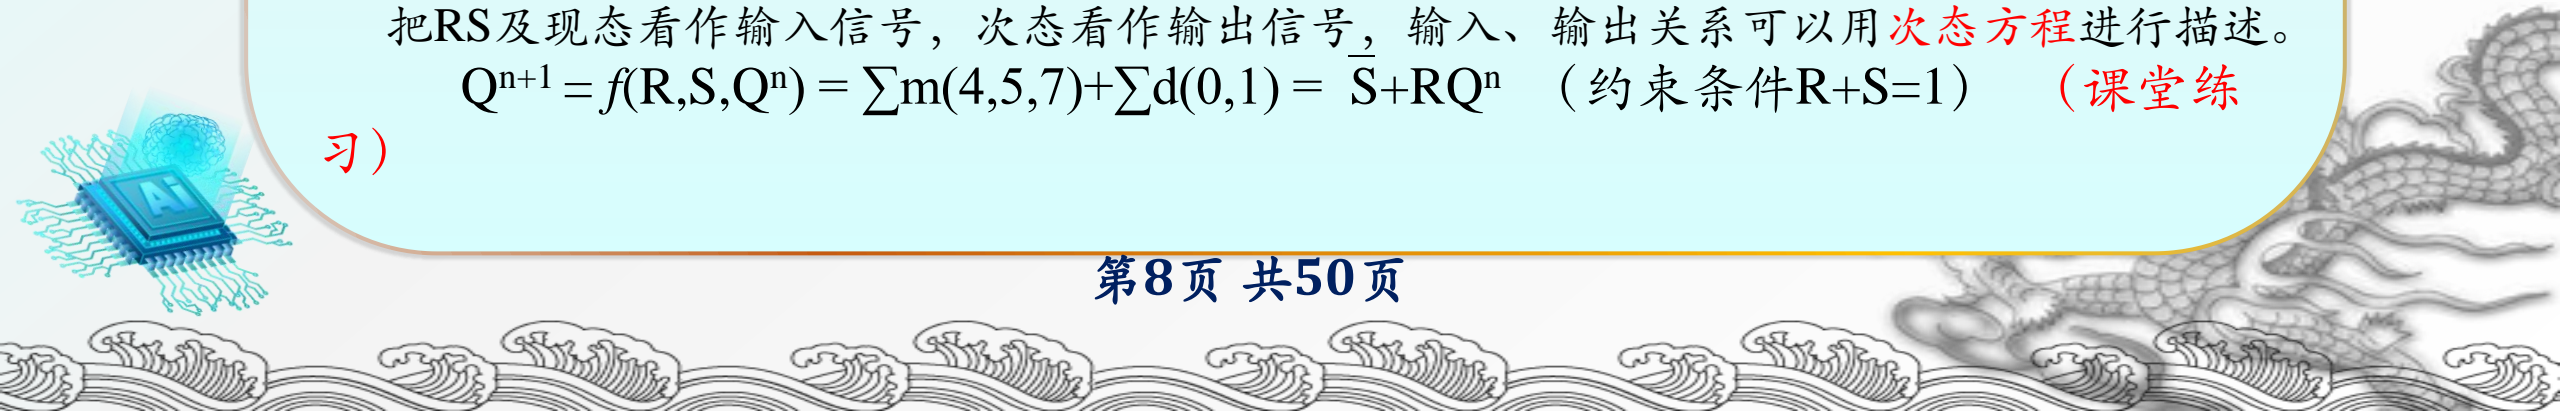 把RS及现态看作输入信号，次态看作输出信号，输入、输出关系可以用次态方程进行描述。
Qⁿ⁺¹ = f(R,S,Qⁿ) = ∑m(4,5,7)+∑d(0,1) = S̅+RQⁿ （约束条件R+S=1） （课堂练
习）
Ai
第8页 共50页